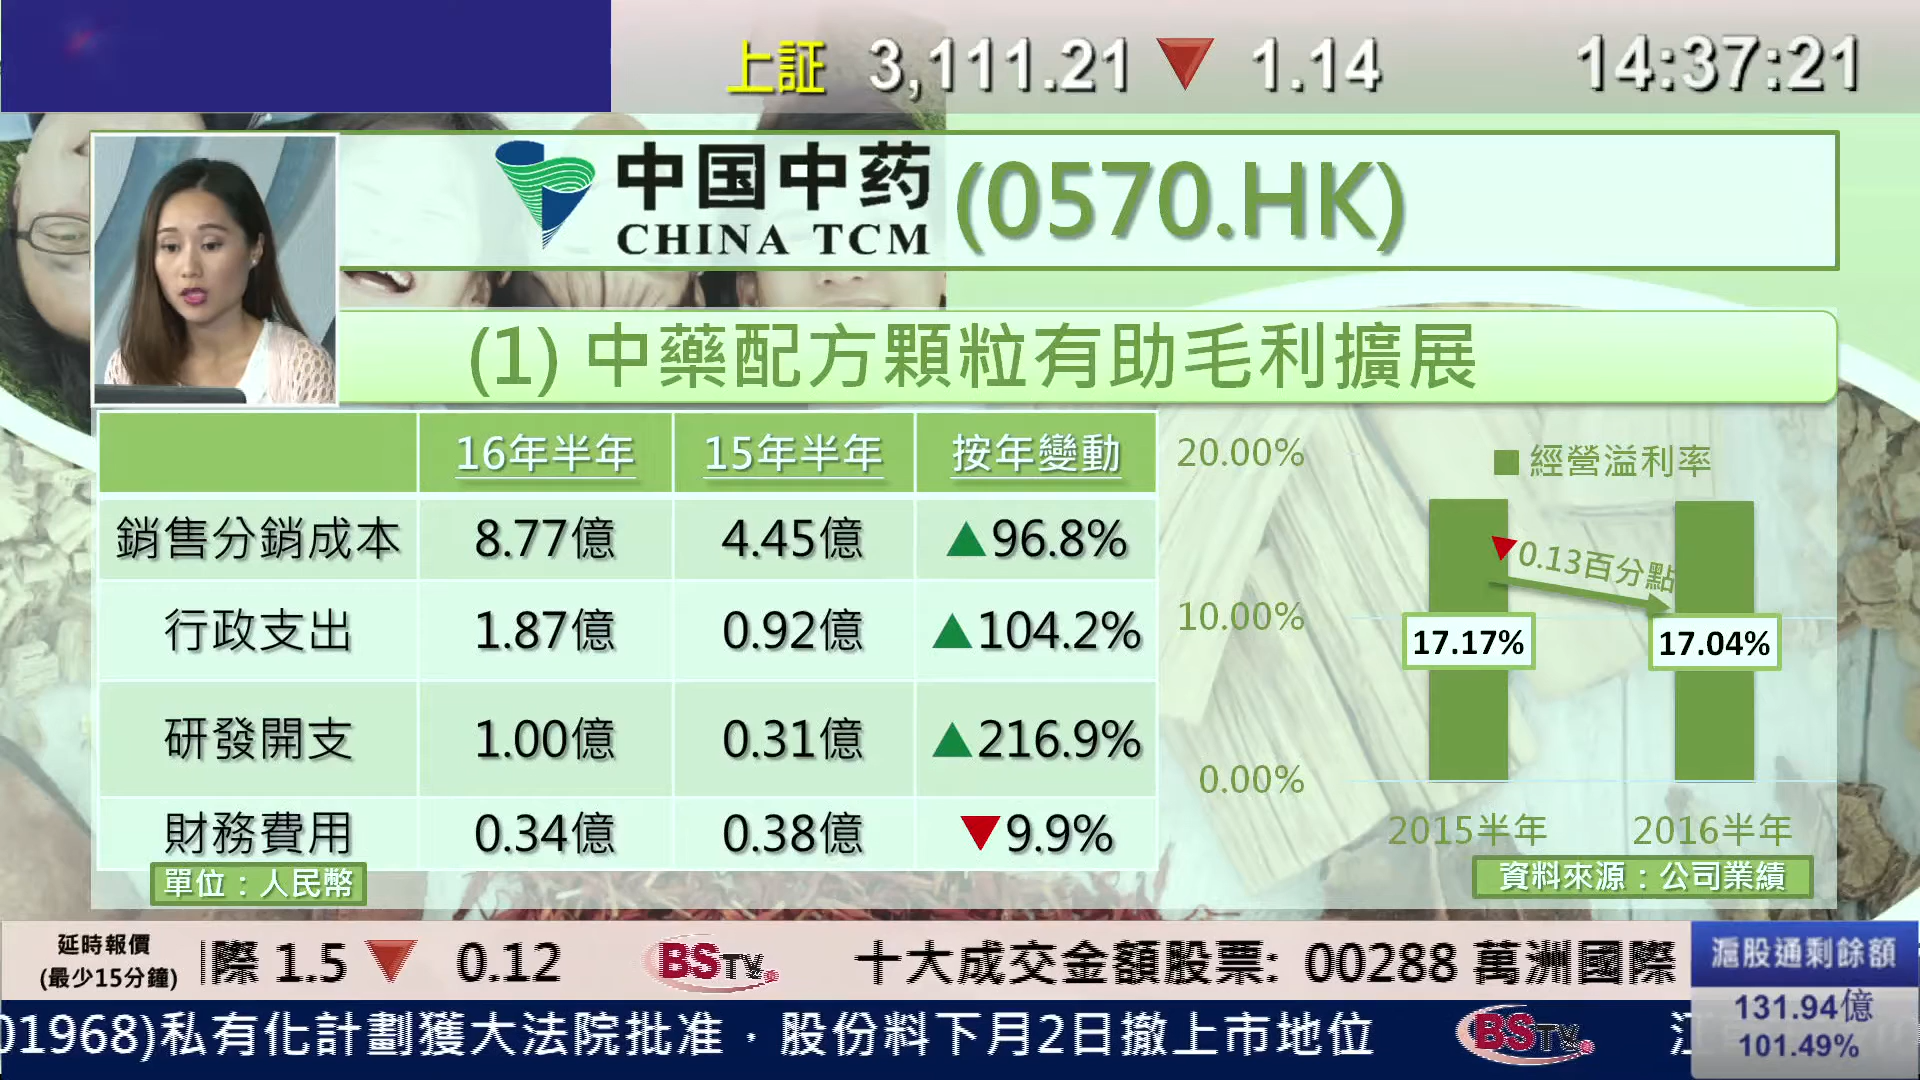 上証 3,111.21 ▼ 1.14 14:37:21
中国中药 (0570.HK)
CHINA TCM
(1) 中藥配方顆粒有助毛利擴展
16年半年 15年半年 按年變動
銷售分銷成本 8.77億 4.45億 ▲96.8%
行政支出 1.87億 0.92億 ▲104.2%
研發開支 1.00億 0.31億 ▲216.9%
財務費用 0.34億 0.38億 ▼9.9%
單位：人民幣
經營溢利率
20.00%
10.00%
0.00%
▼0.13百分點
17.17% 17.04%
2015半年 2016半年
資料來源：公司業績
延時報價
(最少15分鐘)
際 1.5 ▼ 0.12 BSTV 十大成交金額股票: 00288 萬洲國際
滬股通剩餘額
131.94億
101.49%
01968)私有化計劃獲大法院批准，股份料下月2日撤上市地位 BSTV